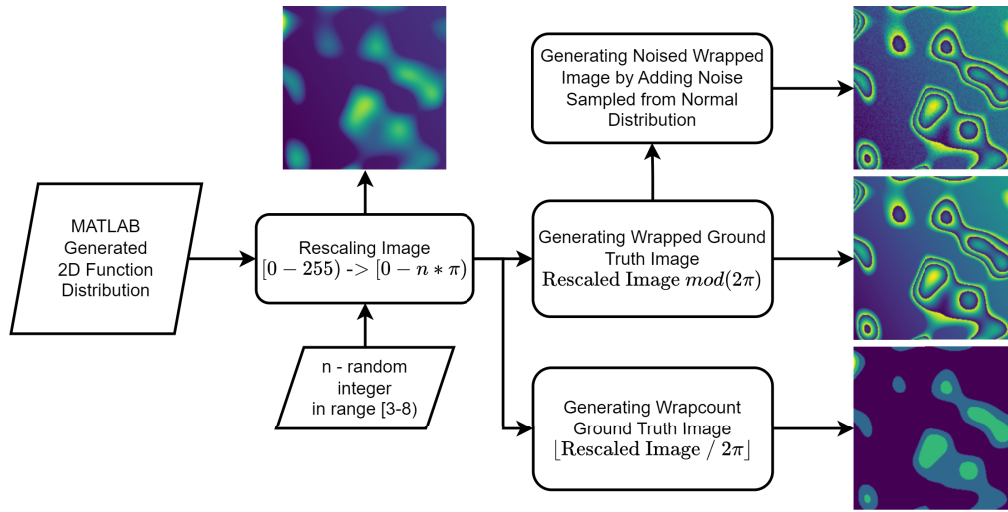 MATLAB
Generated
2D Function
Distribution
Rescaling Image
[0 − 255) -> [0 − n ∗ π)
n - random
integer
in range [3-8)
Generating Noised Wrapped
Image by Adding Noise
Sampled from Normal
Distribution
Generating Wrapped Ground
Truth Image
Rescaled Image mod(2π)
Generating Wrapcount
Ground Truth Image
⌊Rescaled Image / 2π⌋